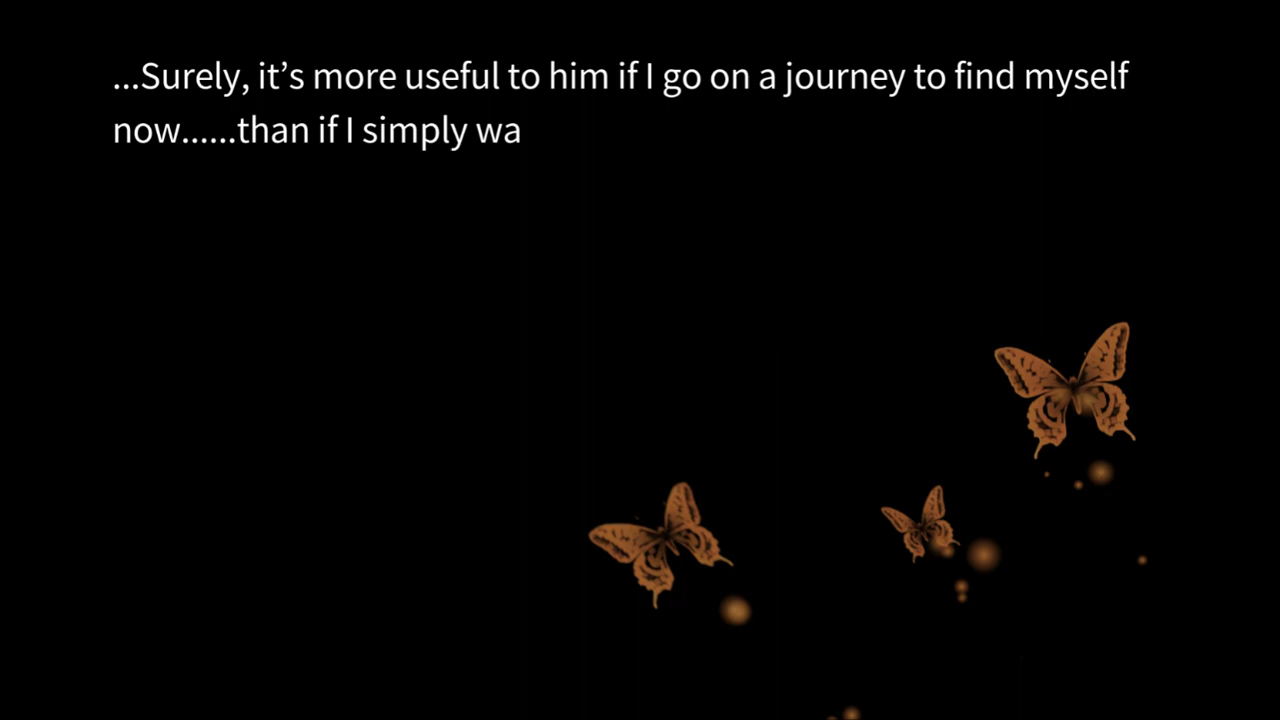 ...Surely, it’s more useful to him if I go on a journey to find myself
now......than if I simply wa